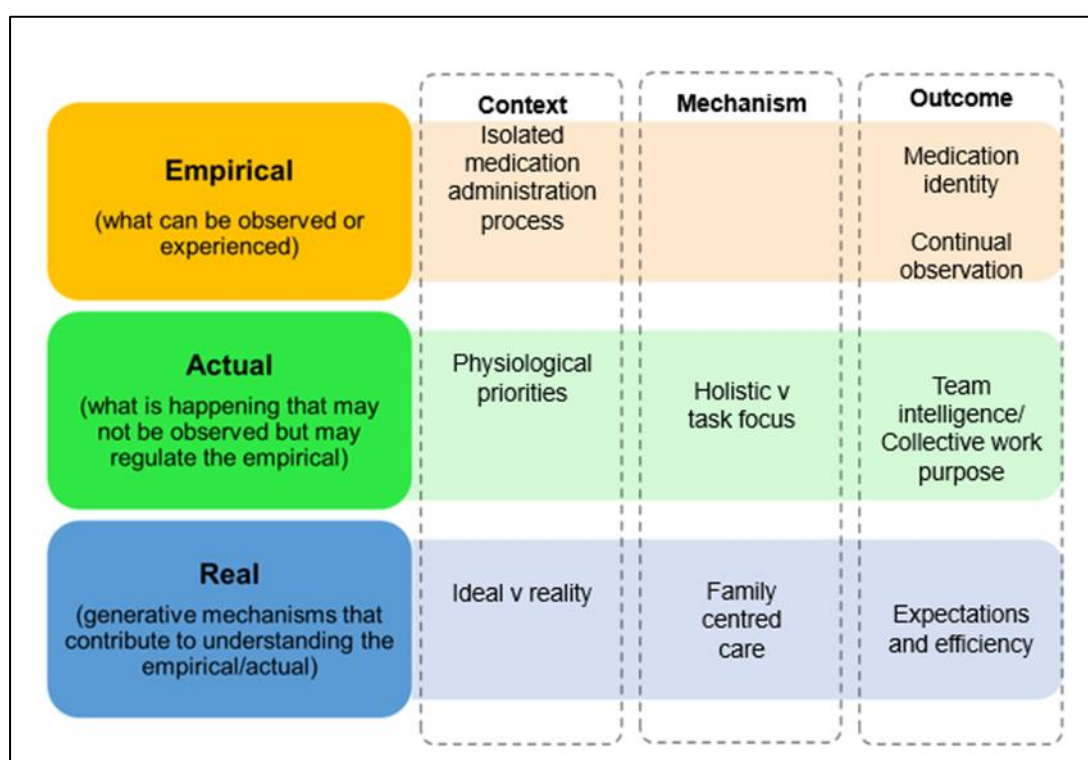 Context
Mechanism
Outcome
Empirical
(what can be observed or
experienced)
Isolated
medication
administration
process
Medication
identity
Continual
observation
Actual
(what is happening that may
not be observed but may
regulate the empirical)
Physiological
priorities
Holistic v
task focus
Team
intelligence/
Collective work
purpose
Real
(generative mechanisms that
contribute to understanding the
empirical/actual)
Ideal v reality
Family
centred
care
Expectations
and efficiency